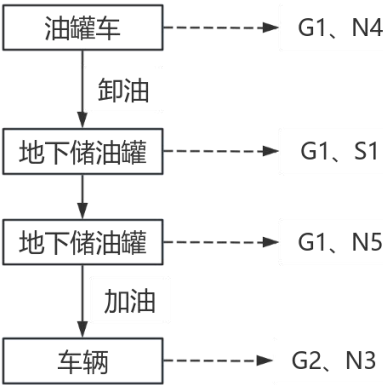 油罐车 G1、N4
卸油
地下储油罐 G1、S1
地下储油罐 G1、N5
加油
车辆 G2、N3